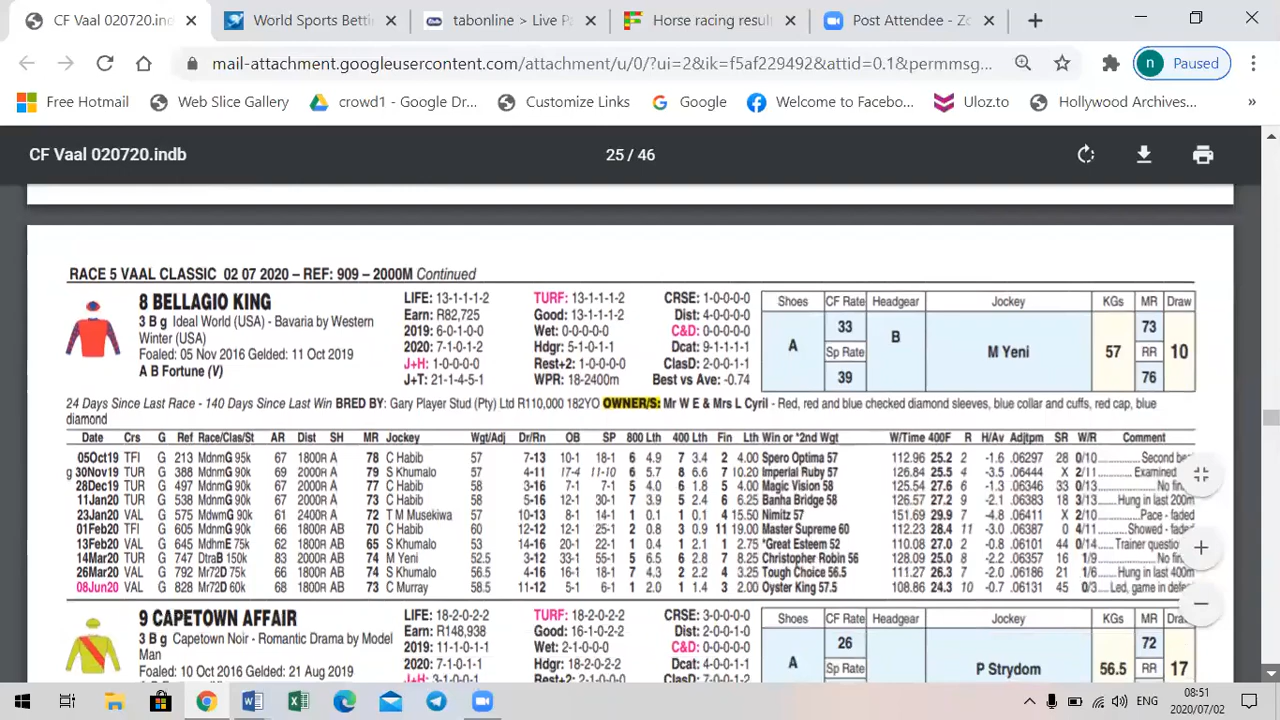 CF Vaal 020720.ind
World Sports Bett
tabonline > Live P
Horse racing result
Post Attendee - Zo
mail-attachment.googleusercontent.com/attachment/u/0/?ui=2&ik=f5af229492&attid=0.1&permmsg...
n Paused
Free Hotmail
Web Slice Gallery
crowd1 - Google Dr...
Customize Links
Google
Welcome to Facebo...
Uloz.to
Hollywood Archives...
»
CF Vaal 020720.indb
25 / 46
RACE 5 VAAL CLASSIC 02 07 2020 – REF: 909 – 2000M Continued
8 BELLAGIO KING
3 B g Ideal World (USA) - Bavaria by Western
Winter (USA)
Foaled: 05 Nov 2016 Gelded: 11 Oct 2019
A B Fortune (V)
LIFE: 13-1-1-1-2 TURF: 13-1-1-1-2 CRSE: 1-0-0-0-0
Earn: R82,725 Good: 13-1-1-1-2 Dist: 4-0-0-0-0
2019: 6-0-1-0-0 Wet: 0-0-0-0-0 C&D: 0-0-0-0-0
2020: 7-1-0-1-2 Hdgr: 5-1-0-1-1 Dcat: 9-1-1-1-1
J+H: 1-0-0-0-0 Rest+2: 1-0-0-0-0 ClasD: 2-0-0-1-1
J+T: 21-1-4-5-1 WPR: 18-2400m Best vs Ave: -0.74
Shoes CF Rate Headgear Jockey KGs MR Draw
A 33 B M Yeni 57 73 10
Sp Rate RR
39 76
24 Days Since Last Race - 140 Days Since Last Win BRED BY: Gary Player Stud (Pty) Ltd R110,000 182YO OWNER/S: Mr W E & Mrs L Cyril - Red, red and blue checked diamond sleeves, blue collar and cuffs, red cap, blue
diamond
Date Crs G Ref Race/Clas/St AR Dist SH MR Jockey Wgt/Adj Dr/Rn OB SP 800 Lth 400 Lth Fin Lth Win or *2nd Wgt W/Time 400F R H/Av Adjtpm SR W/R Comment
05Oct19 TFI G 213 MdnmG 95k 67 1800R A 78 C Habib 57 7-13 10-1 18-1 6 4.9 7 3.4 2 4.00 Spero Optima 57 112.96 25.2 2 -1.6 .06297 28 0/10 Second be
g 30Nov19 TUR G 388 MdnmG 90k 69 2000R A 79 S Khumalo 57 4-11 17-4 11-10 6 5.7 8 6.6 7 10.20 Imperial Ruby 57 126.84 25.5 4 -3.5 .06444 X 2/11 Examined
28Dec19 TUR G 497 MdnmG 90k 66 2000R A 77 C Habib 57 3-16 7-1 7-1 5 4.0 6 1.8 5 4.00 Magic Vision 58 125.54 27.6 6 -1.3 .06346 33 0/13 No fin
11Jan20 TUR G 538 MdnmG 90k 66 2000R A 73 C Habib 58 5-16 12-1 30-1 7 3.9 5 2.4 6 6.25 Banha Bridge 58 126.57 27.2 9 -2.1 .06383 18 3/13 Hung in last 200m
23Jan20 VAL G 575 MdwmG 90k 61 2400R A 72 T M Musekiwa 57 10-13 8-1 14-1 1 0.1 1 0.1 4 15.50 Nimitz 57 151.69 29.9 7 -4.8 .06411 X 2/10 Pace - faded
01Feb20 TFI G 605 MdnmG 90k 66 1800R AB 70 C Habib 60 12-12 12-1 25-1 2 0.8 3 0.9 11 19.00 Master Supreme 60 112.23 28.4 11 -3.0 .06387 0 4/11 Showed - faded
13Feb20 VAL G 645 MdhmE 75k 66 1800R AB 65 S Khumalo 53 14-16 20-1 22-1 1 0.4 1 2.1 1 2.75 *Great Esteem 52 110.08 27.0 2 -0.8 .06101 44 0/14 Trainer questio
14Mar20 TUR G 747 DtraB 150k 83 2000R AB 74 M Yeni 52.5 3-12 33-1 55-1 5 6.5 6 2.8 7 8.25 Christopher Robin 56 128.09 25.0 8 -2.2 .06357 16 1/9 No fi
26Mar20 VAL G 792 Mr72D 75k 66 1800R AB 74 S Khumalo 56.5 4-16 16-1 18-1 7 4.3 2 2.2 4 3.25 Tough Choice 56.5 111.27 26.3 7 -2.0 .06186 21 1/6 Hung in last 400m
08Jun20 VAL G 828 Mr72D 60k 68 1800R AB 73 C Murray 58.5 11-12 5-1 6-1 1 2.0 1 1.4 3 2.00 Oyster King 57.5 108.86 24.3 10 -0.7 .06131 45 0/3 Led, game in defe
9 CAPETOWN AFFAIR
3 B g Capetown Noir - Romantic Drama by Model
Man
Foaled: 10 Oct 2016 Gelded: 21 Aug 2019
LIFE: 18-2-0-2-2 TURF: 18-2-0-2-2 CRSE: 3-0-0-0-0
Earn: R148,938 Good: 16-1-0-2-2 Dist: 2-0-0-1-0
2019: 11-1-0-1-1 Wet: 2-1-0-0-0 C&D: 0-0-0-0-0
2020: 7-1-0-1-1 Hdgr: 18-2-0-2-2 Dcat: 4-0-0-1-1
Shoes CF Rate Headgear Jockey KGs MR Draw
A 26 P Strydom 56.5 72 17
Sp Rate RR
ENG
08:51
2020/07/02